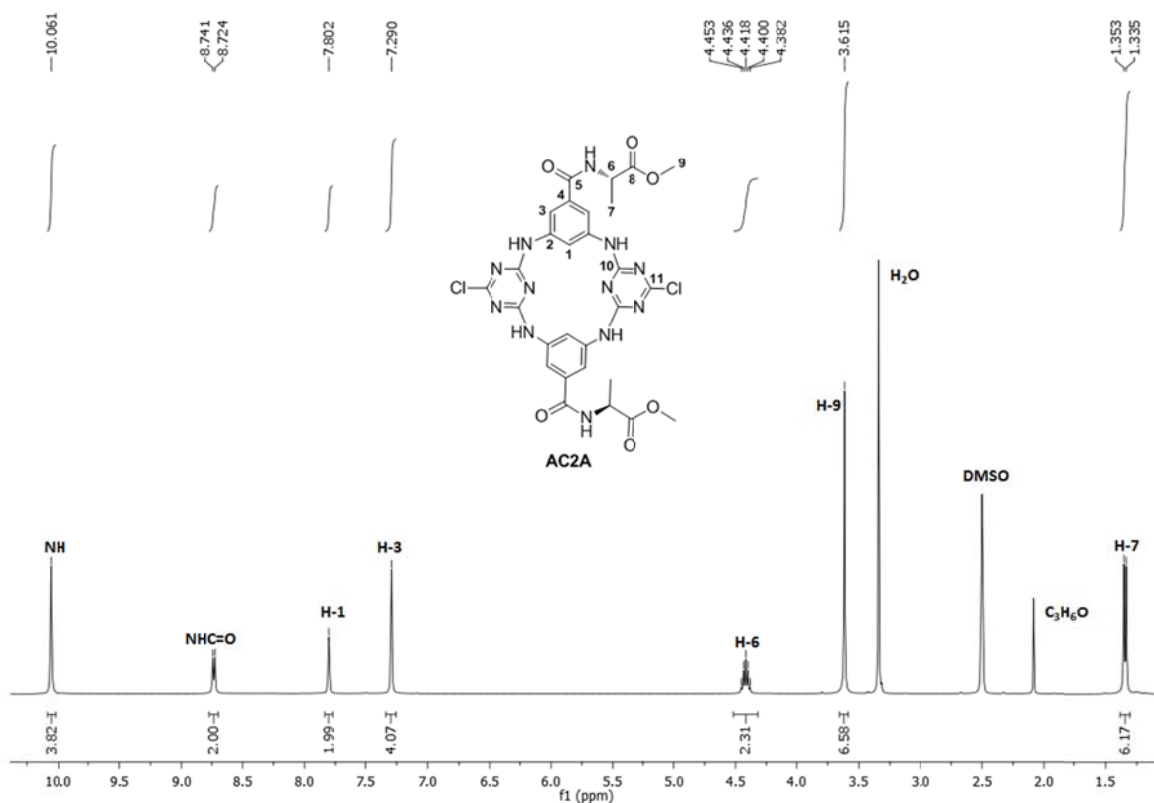 10.061
8.741
8.724
7.802
7.290
4.453
4.436
4.418
4.400
4.382
3.615
1.353
1.335
O
H
N
6
O
9
5
8
O
4
7
3
HN
2
1
NH
10
N
N
N
11
Cl
N
N
Cl
N
N
N
N
HN
NH
O
N
H
O
O
AC2A
H₂O
H-9
DMSO
NH
H-3
H-7
H-1
NHC=O
H-6
C₃H₆O
3.82
2.00
1.99
4.07
2.31
6.58
6.17
10.0 9.5 9.0 8.5 8.0 7.5 7.0 6.5 6.0 5.5 5.0 4.5 4.0 3.5 3.0 2.5 2.0 1.5
f1 (ppm)